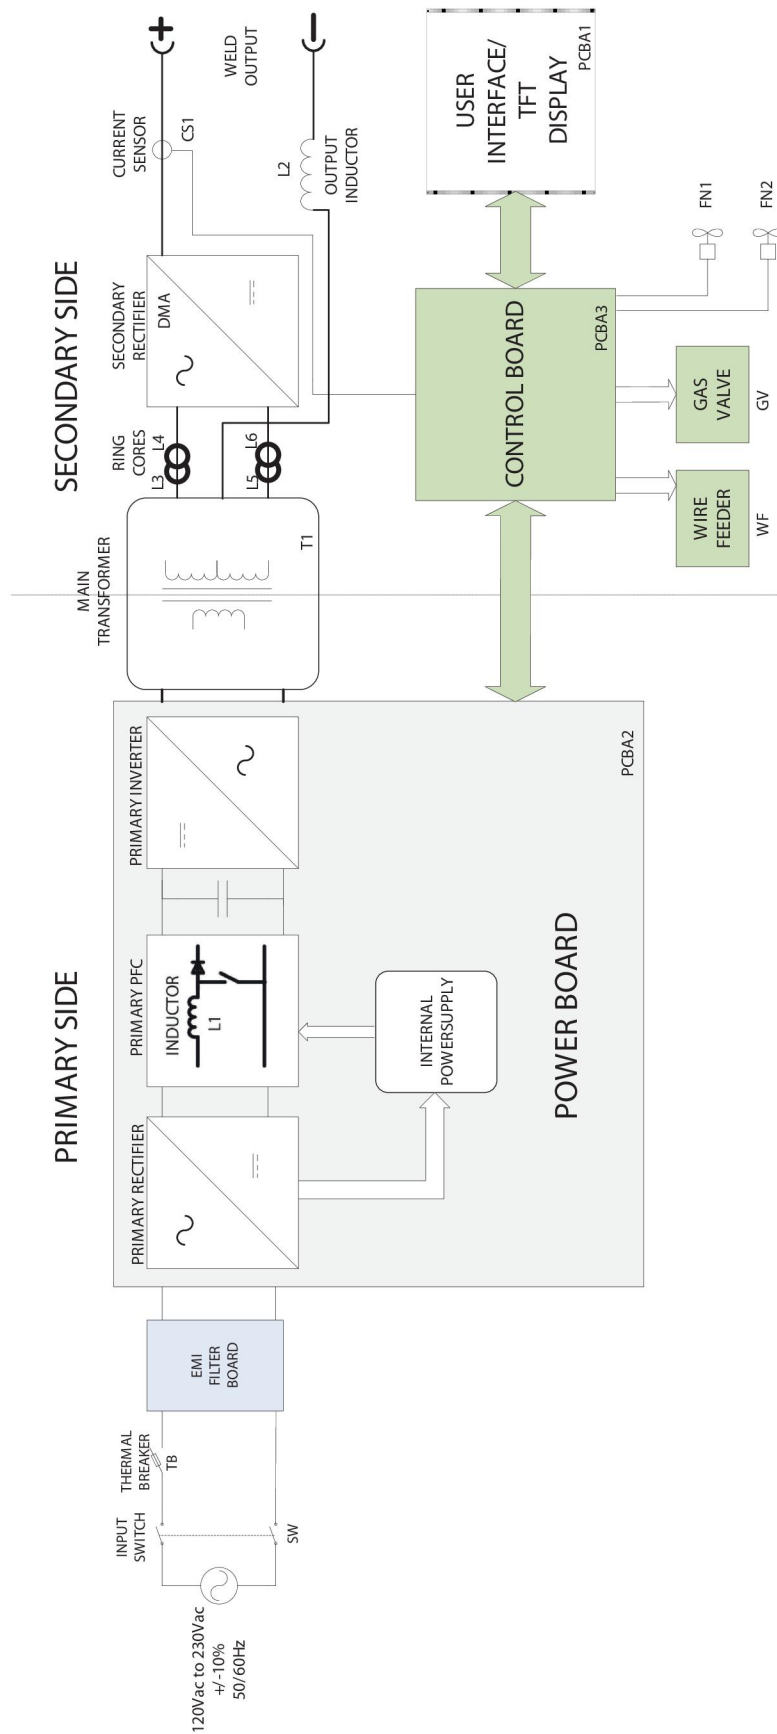 PRIMARY SIDE
SECONDARY SIDE
120Vac to 230Vac
+/-10%
50/60Hz
INPUT
SWITCH
SW
THERMAL
BREAKER
TB
EMI
FILTER
BOARD
PRIMARY RECTIFIER
PRIMARY PFC
INDUCTOR
L1
PRIMARY INVERTER
INTERNAL
POWERSUPPLY
POWER BOARD
PCBA2
MAIN
TRANSFORMER
T1
RING
CORES
L3
L4
L5
L6
SECONDARY
RECTIFIER
DMA
CURRENT
SENSOR
CS1
+
WELD
OUTPUT
-
L2
OUTPUT
INDUCTOR
CONTROL BOARD
PCBA3
USER
INTERFACE/
TFT
DISPLAY
PCBA1
WIRE
FEEDER
WF
GAS
VALVE
GV
FN1
FN2